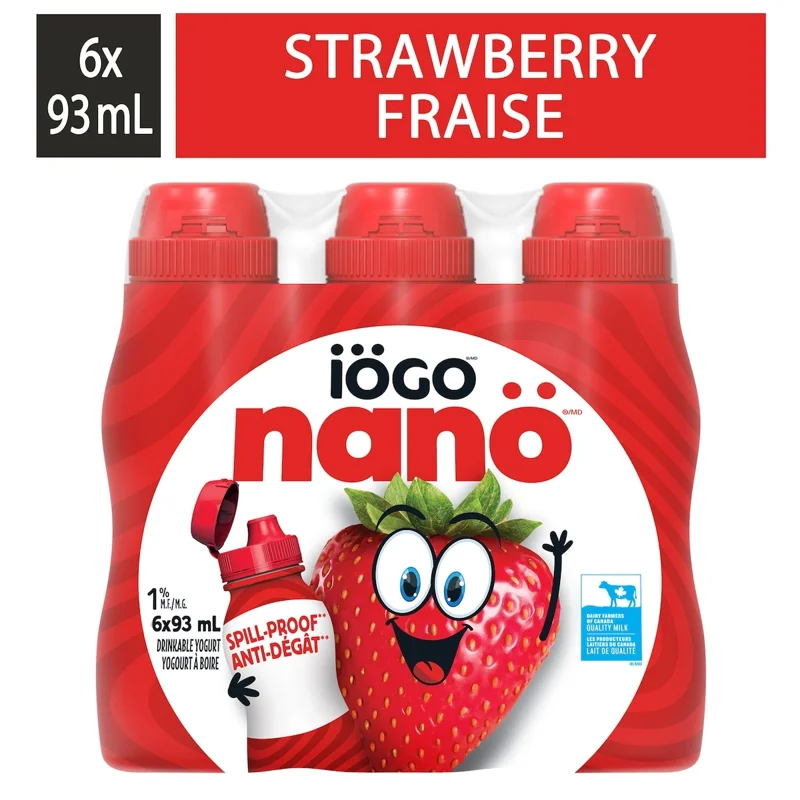 6x
93 mL
STRAWBERRY
FRAISE
iögo ®/MD
nanö ®/MD
1% M.F./M.G.
6x93 mL
DRINKABLE YOGURT
YOGOURT À BOIRE
SPILL-PROOF**
ANTI-DÉGÂT**
DAIRY FARMERS
OF CANADA
QUALITY MILK
LES PRODUCTEURS
LAITIERS DU CANADA
LAIT DE QUALITÉ
®/MD